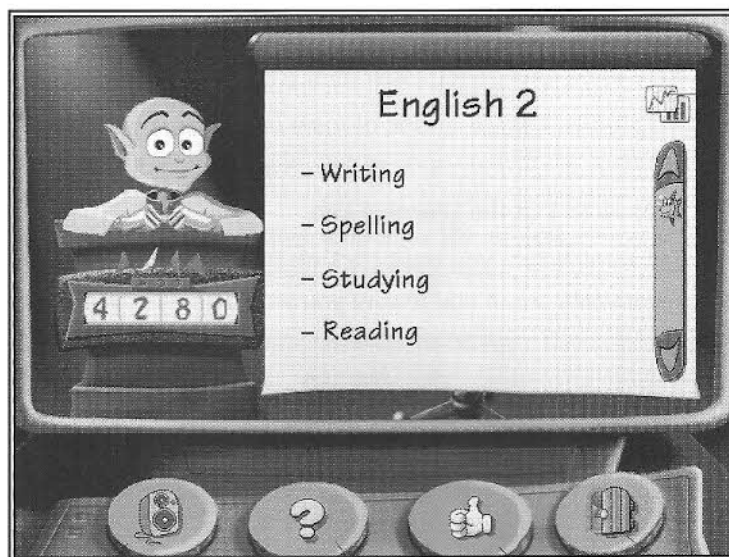 English 2
– Writing
– Spelling
– Studying
– Reading
4280
?